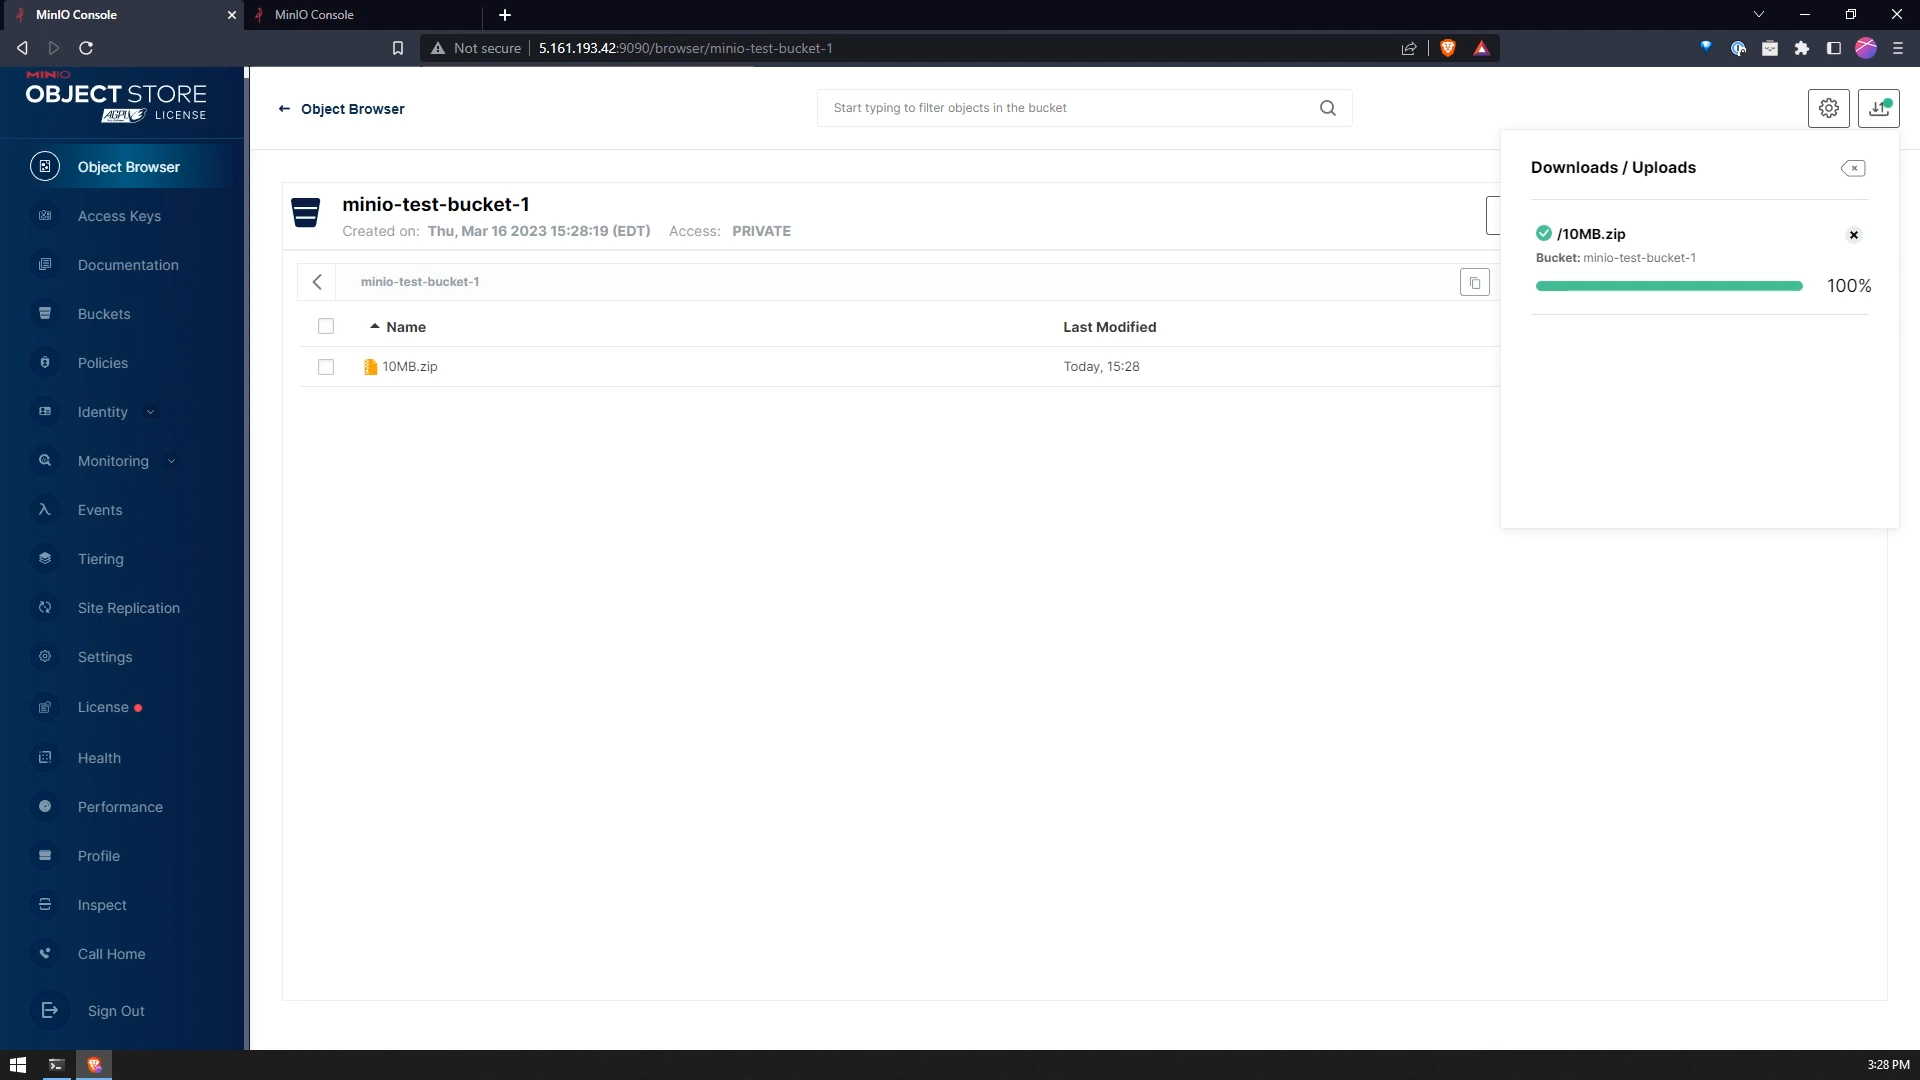 MinIO Console
MinIO Console
Not secure
5.161.193.42:9090/browser/minio-test-bucket-1
MINIO
OBJECT STORE
AGPLV3 LICENSE
Object Browser
Access Keys
Documentation
Buckets
Policies
Identity
Monitoring
Events
Tiering
Site Replication
Settings
License
Health
Performance
Profile
Inspect
Call Home
Sign Out
Object Browser
Start typing to filter objects in the bucket
minio-test-bucket-1
Created on: Thu, Mar 16 2023 15:28:19 (EDT) Access: PRIVATE
minio-test-bucket-1
Name Last Modified
10MB.zip Today, 15:28
Downloads / Uploads
/10MB.zip
Bucket: minio-test-bucket-1
100%
3:28 PM